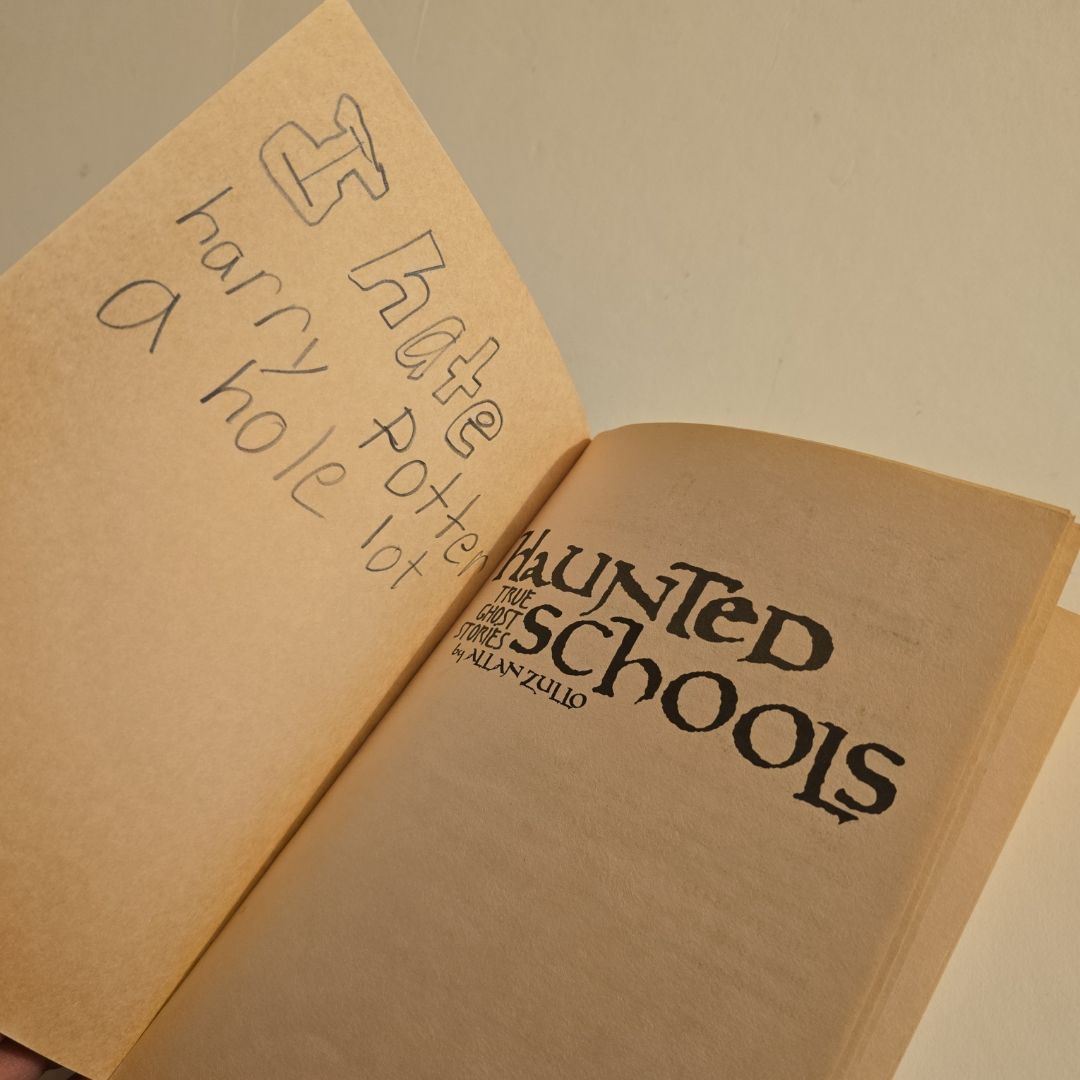 I hate
harry potter
a hole lot
HaUNTeD
TRUE
GHOST
STORIES
SChOOLS
by ALLAN ZULLO